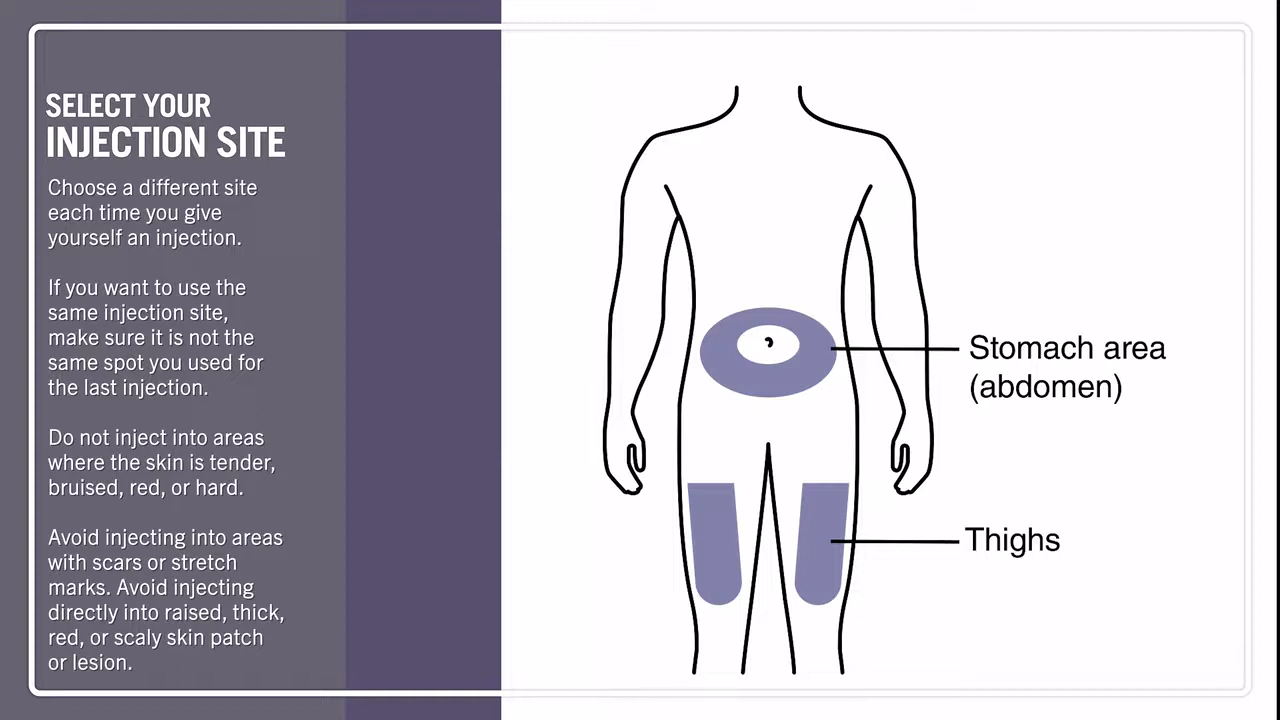 SELECT YOUR
INJECTION SITE
Choose a different site
each time you give
yourself an injection.
If you want to use the
same injection site,
make sure it is not the
same spot you used for
the last injection.
Do not inject into areas
where the skin is tender,
bruised, red, or hard.
Avoid injecting into areas
with scars or stretch
marks. Avoid injecting
directly into raised, thick,
red, or scaly skin patch
or lesion.
Stomach area
(abdomen)
Thighs